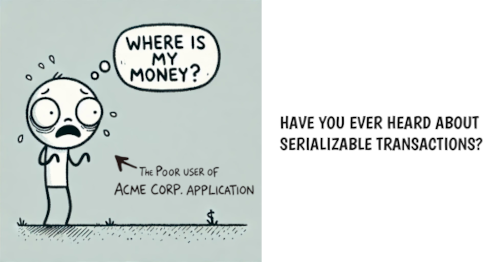 WHERE IS
MY
MONEY?
THE POOR USER OF
ACME CORP. APPLICATION
$
HAVE YOU EVER HEARD ABOUT
SERIALIZABLE TRANSACTIONS?